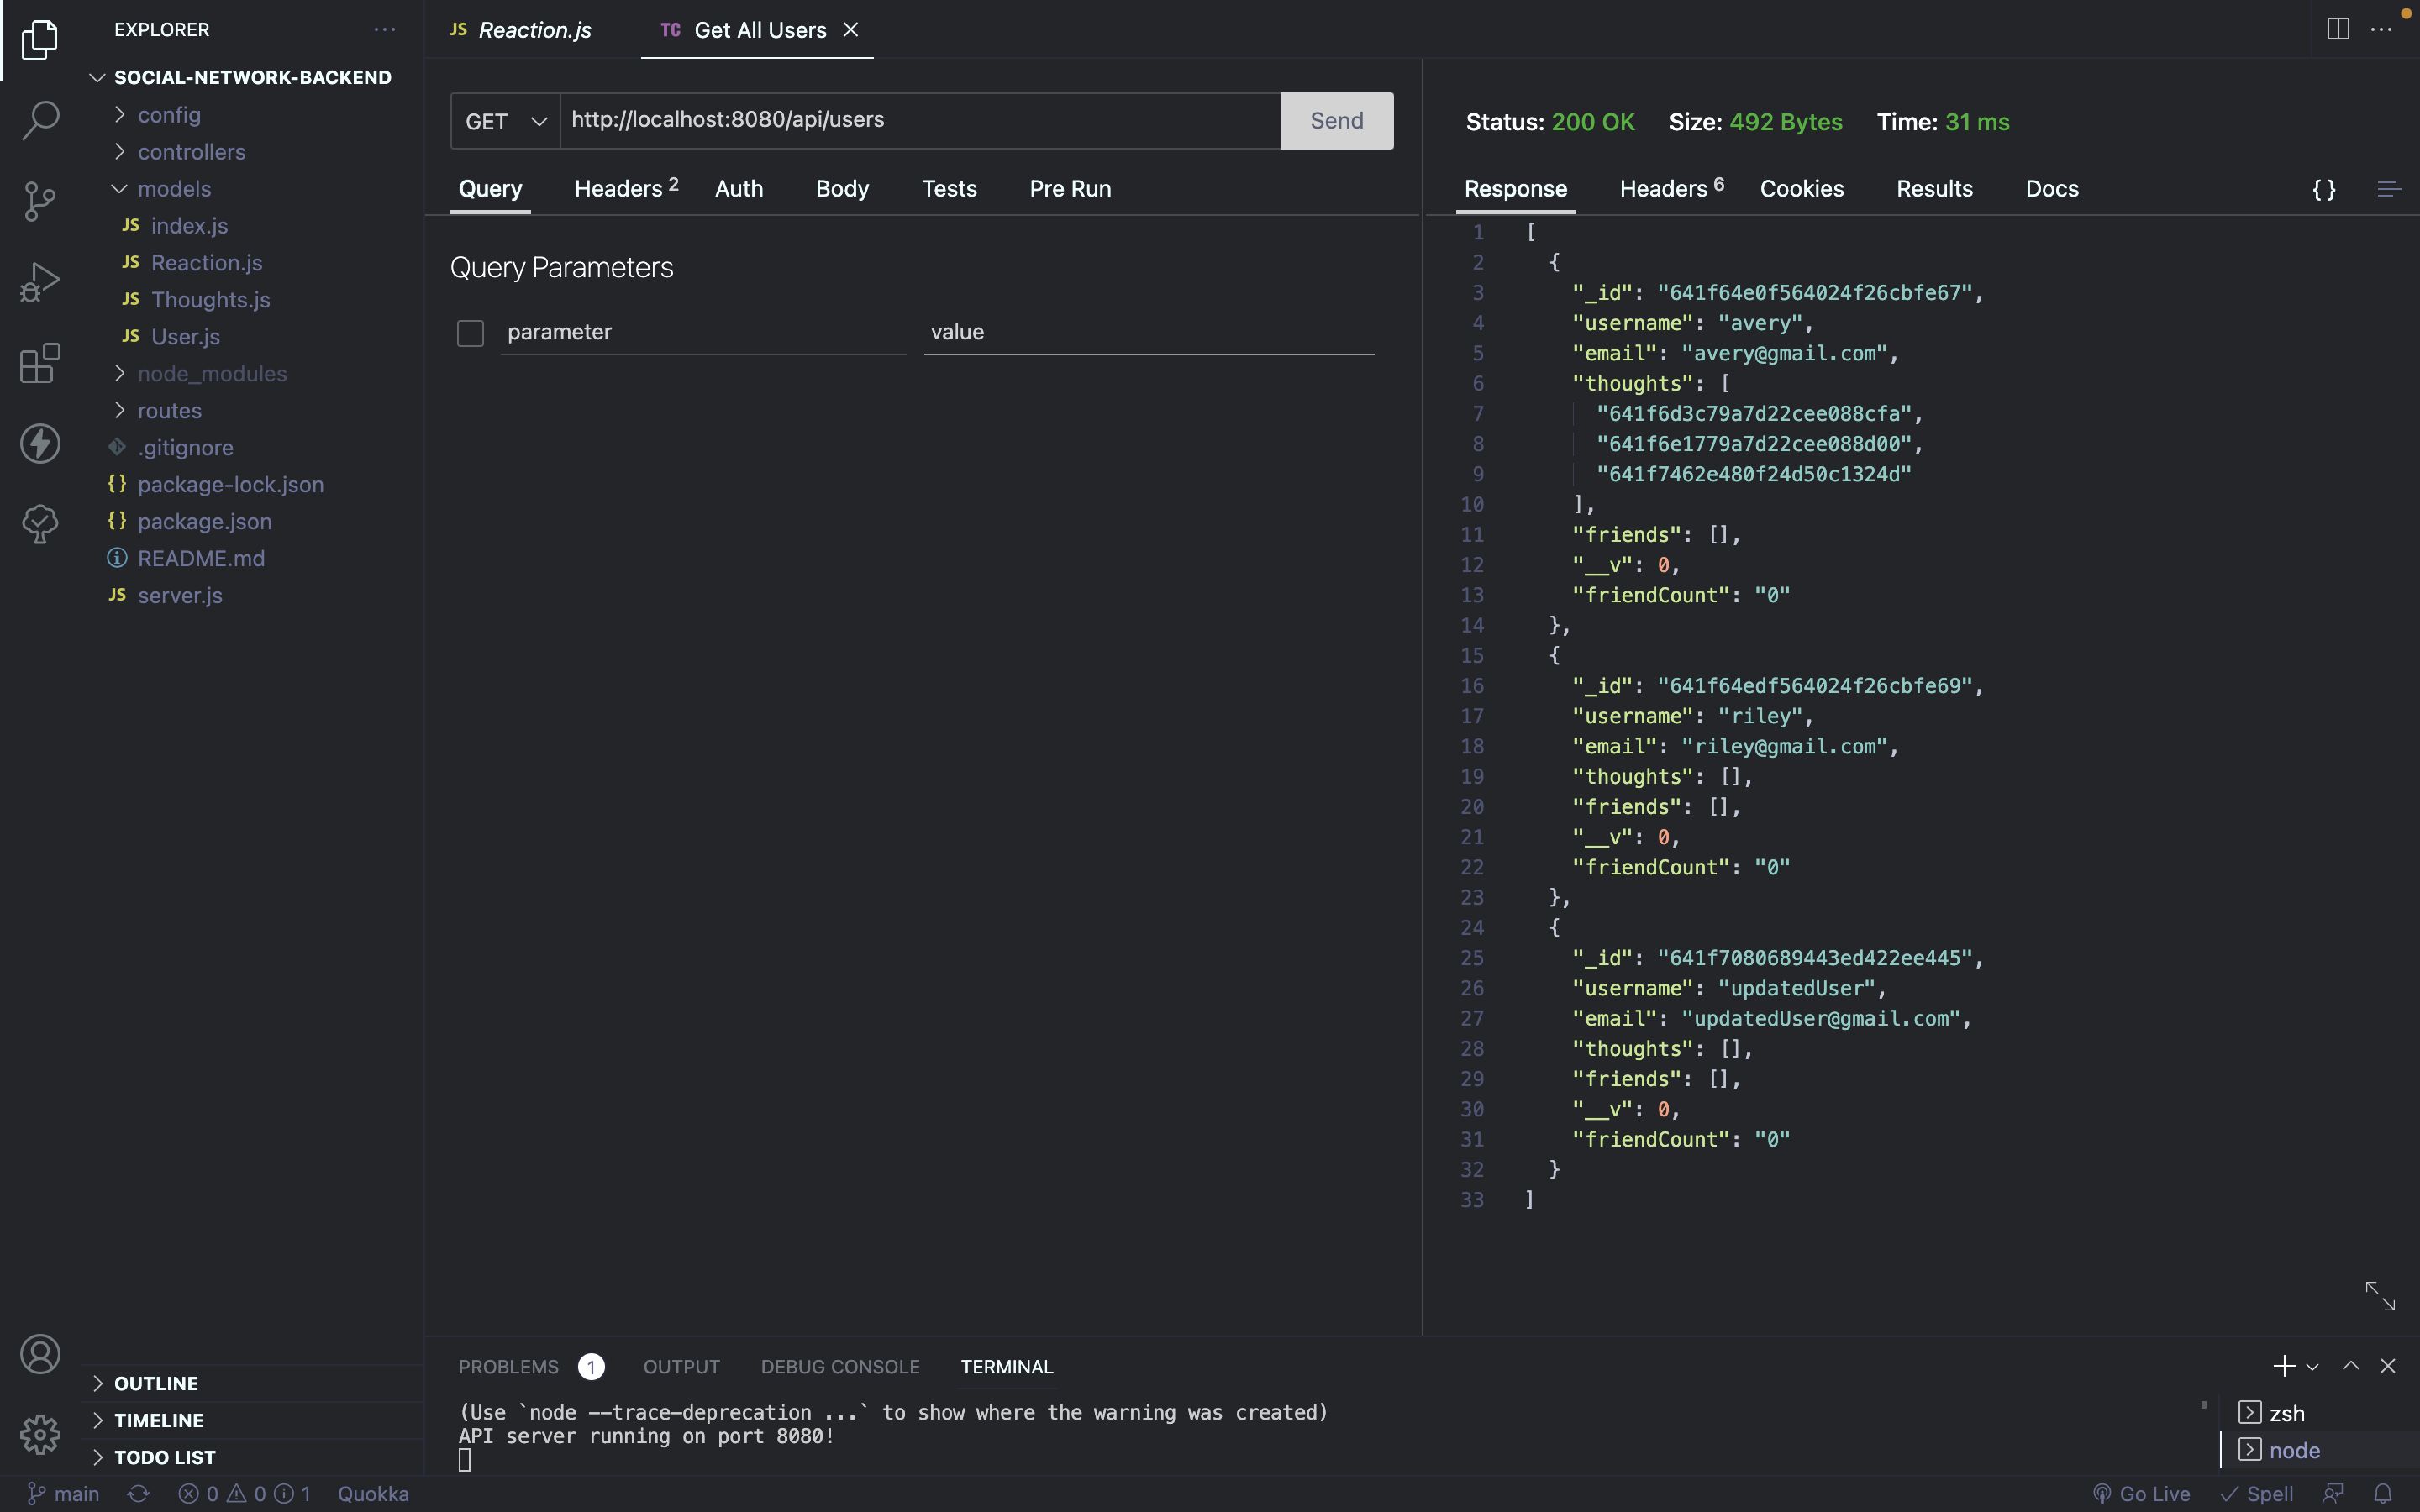 EXPLORER
SOCIAL-NETWORK-BACKEND
config
controllers
models
JS index.js
JS Reaction.js
JS Thoughts.js
JS User.js
node_modules
routes
.gitignore
{} package-lock.json
{} package.json
README.md
JS server.js
OUTLINE
TIMELINE
TODO LIST
JS Reaction.js
TC Get All Users
GET http://localhost:8080/api/users Send
Query Headers 2 Auth Body Tests Pre Run
Query Parameters
parameter value
Status: 200 OK Size: 492 Bytes Time: 31 ms
Response Headers 6 Cookies Results Docs {}
1 [
2 {
3 "_id": "641f64e0f564024f26cbfe67",
4 "username": "avery",
5 "email": "avery@gmail.com",
6 "thoughts": [
7 "641f6d3c79a7d22cee088cfa",
8 "641f6e1779a7d22cee088d00",
9 "641f7462e480f24d50c1324d"
10 ],
11 "friends": [],
12 "__v": 0,
13 "friendCount": "0"
14 },
15 {
16 "_id": "641f64edf564024f26cbfe69",
17 "username": "riley",
18 "email": "riley@gmail.com",
19 "thoughts": [],
20 "friends": [],
21 "__v": 0,
22 "friendCount": "0"
23 },
24 {
25 "_id": "641f7080689443ed422ee445",
26 "username": "updatedUser",
27 "email": "updatedUser@gmail.com",
28 "thoughts": [],
29 "friends": [],
30 "__v": 0,
31 "friendCount": "0"
32 }
33 ]
PROBLEMS 1 OUTPUT DEBUG CONSOLE TERMINAL
(Use `node --trace-deprecation ...` to show where the warning was created)
API server running on port 8080!
zsh
node
main 0 0 1 Quokka Go Live Spell